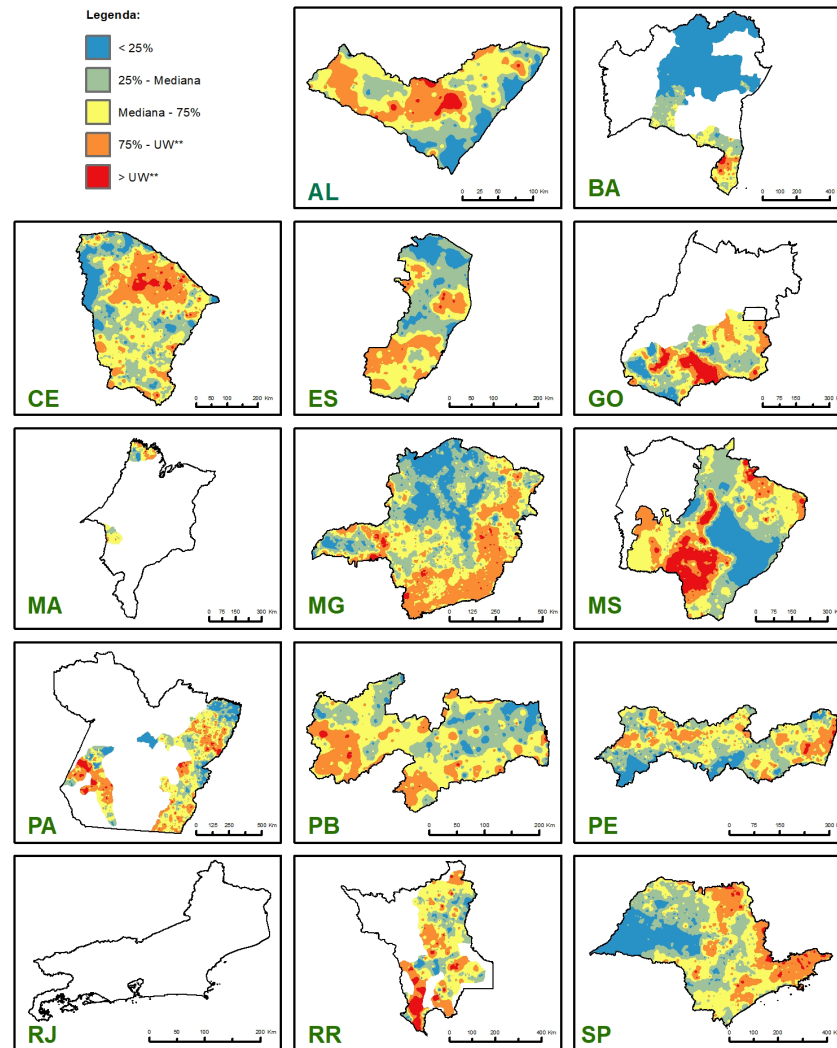 Legenda:
< 25%
25% - Mediana
Mediana - 75%
75% - UW**
> UW**
AL
0 25 50 100 Km
BA
0 100 200 400
CE
0 50 100 200 Km
ES
0 50 100 200 Km
GO
0 75 150 300 Km
MA
0 75 150 300 Km
MG
0 125 250 500 Km
MS
0 75 150 300 K
PA
0 125 250 500 Km
PB
0 50 100 200 Km
PE
0 75 150 300
RJ
0 50 100 200 Km
RR
0 100 200 400 Km
SP
0 100 200 400 K